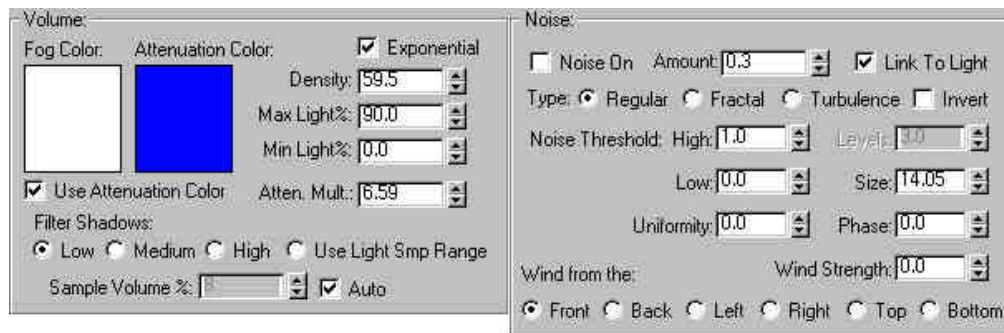 Volume:
Fog Color: Attenuation Color: Exponential
Density: 59.5
Max Light%: 90.0
Min Light%: 0.0
Use Attenuation Color Atten. Mult.: 6.59
Filter Shadows:
Low Medium High Use Light Smp Range
Sample Volume %: Auto
Noise:
Noise On Amount: 0.3 Link To Light
Type: Regular Fractal Turbulence Invert
Noise Threshold: High: 1.0 Levels: 3.0
Low: 0.0 Size: 14.05
Uniformity: 0.0 Phase: 0.0
Wind from the: Wind Strength: 0.0
Front Back Left Right Top Bottom